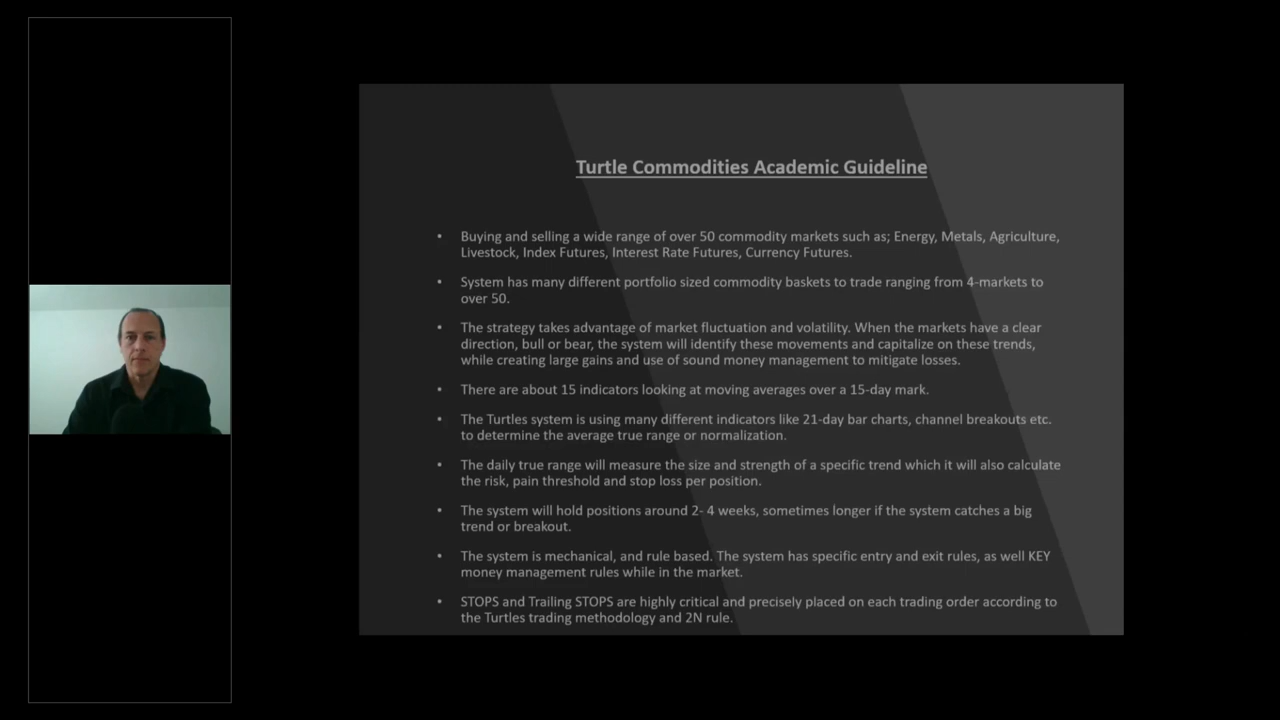 Turtle Commodities Academic Guideline
• Buying and selling a wide range of over 50 commodity markets such as; Energy, Metals, Agriculture,
Livestock, Index Futures, Interest Rate Futures, Currency Futures.
• System has many different portfolio sized commodity baskets to trade ranging from 4-markets to
over 50.
• The strategy takes advantage of market fluctuation and volatility. When the markets have a clear
direction, bull or bear, the system will identify these movements and capitalize on these trends,
while creating large gains and use of sound money management to mitigate losses.
• There are about 15 indicators looking at moving averages over a 15-day mark.
• The Turtles system is using many different indicators like 21-day bar charts, channel breakouts etc.
to determine the average true range or normalization.
• The daily true range will measure the size and strength of a specific trend which it will also calculate
the risk, pain threshold and stop loss per position.
• The system will hold positions around 2- 4 weeks, sometimes longer if the system catches a big
trend or breakout.
• The system is mechanical, and rule based. The system has specific entry and exit rules, as well KEY
money management rules while in the market.
• STOPS and Trailing STOPS are highly critical and precisely placed on each trading order according to
the Turtles trading methodology and 2N rule.